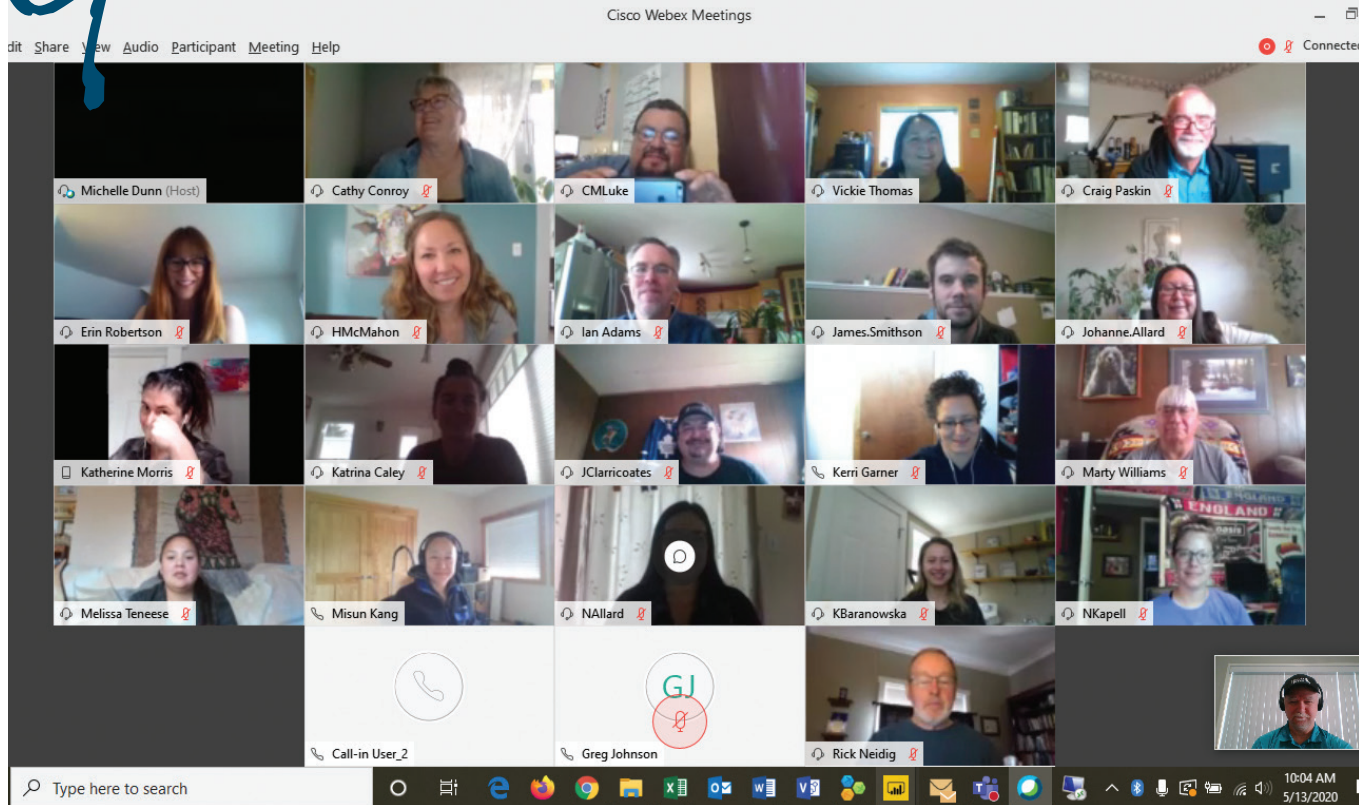 Cisco Webex Meetings
dit Share View Audio Participant Meeting Help
Connected
Michelle Dunn (Host)
Cathy Conroy
CMLuke
Vickie Thomas
Craig Paskin
Erin Robertson
HMcMahon
Ian Adams
James.Smithson
Johanne.Allard
Katherine Morris
Katrina Caley
JClarricoates
Kerri Garner
Marty Williams
ENGLAND
ENGLAND
oasis
Melissa Teneese
Misun Kang
NAllard
KBaranowska
NKapell
GJ
Call-in User_2
Greg Johnson
Rick Neidig
Type here to search
10:04 AM
5/13/2020